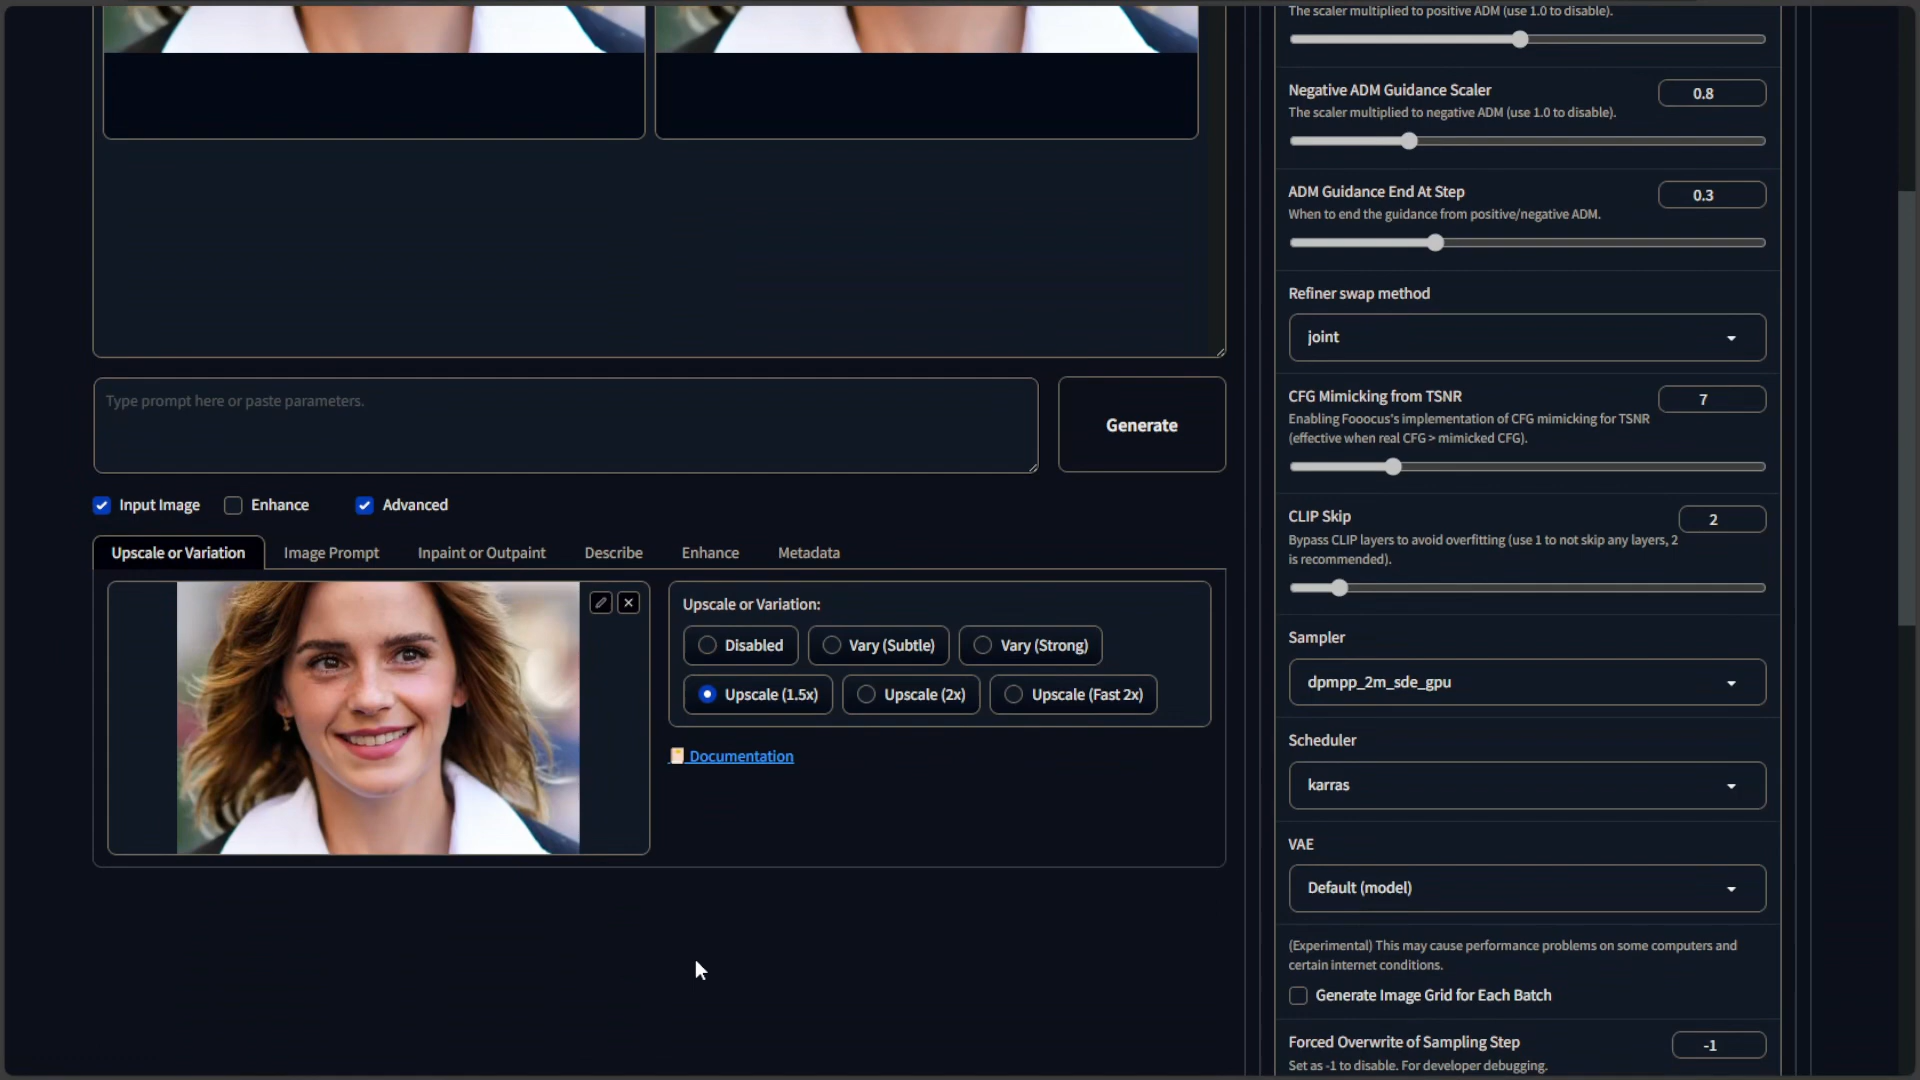 The scaler multiplied to positive ADM (use 1.0 to disable).
Negative ADM Guidance Scaler
0.8
The scaler multiplied to negative ADM (use 1.0 to disable).
ADM Guidance End At Step
0.3
When to end the guidance from positive/negative ADM.
Refiner swap method
joint
CFG Mimicking from TSNR
7
Enabling Fooocus's implementation of CFG mimicking for TSNR
(effective when real CFG > mimicked CFG).
CLIP Skip
2
Bypass CLIP layers to avoid overfitting (use 1 to not skip any layers, 2
is recommended).
Sampler
dpmpp_2m_sde_gpu
Scheduler
karras
VAE
Default (model)
(Experimental) This may cause performance problems on some computers and
certain internet conditions.
Generate Image Grid for Each Batch
Forced Overwrite of Sampling Step
-1
Set as -1 to disable. For developer debugging.
Type prompt here or paste parameters.
Generate
Input Image Enhance Advanced
Upscale or Variation Image Prompt Inpaint or Outpaint Describe Enhance Metadata
Upscale or Variation:
Disabled Vary (Subtle) Vary (Strong)
Upscale (1.5x) Upscale (2x) Upscale (Fast 2x)
Documentation